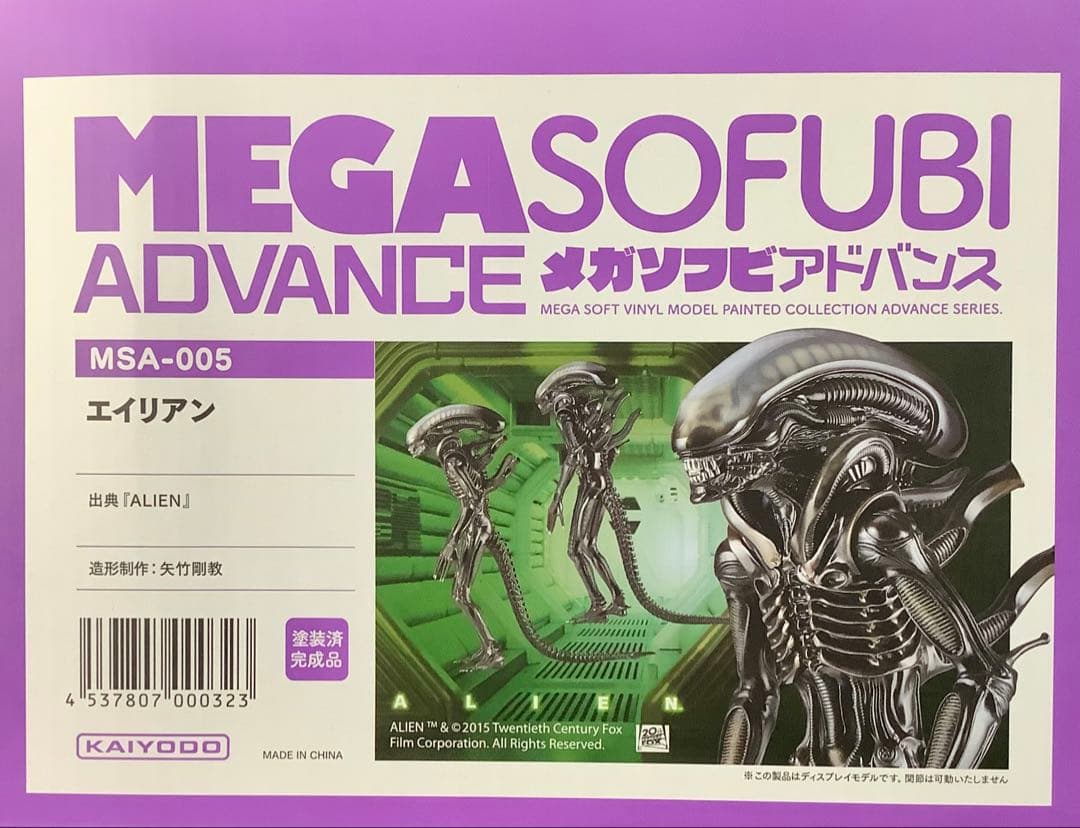 MEGASOFUBI
ADVANCE メガソフビアドバンス
MEGA SOFT VINYL MODEL PAINTED COLLECTION ADVANCE SERIES.
MSA-005
エイリアン
出典『ALIEN』
造形制作:矢竹剛教
塗装済
完成品
4 537807 000323
KAIYODO
MADE IN CHINA
A L I E N
ALIEN ™ & ©2015 Twentieth Century Fox
Film Corporation. All Rights Reserved.
20th
FOX
※この製品はディスプレイモデルです。関節は可動いたしません